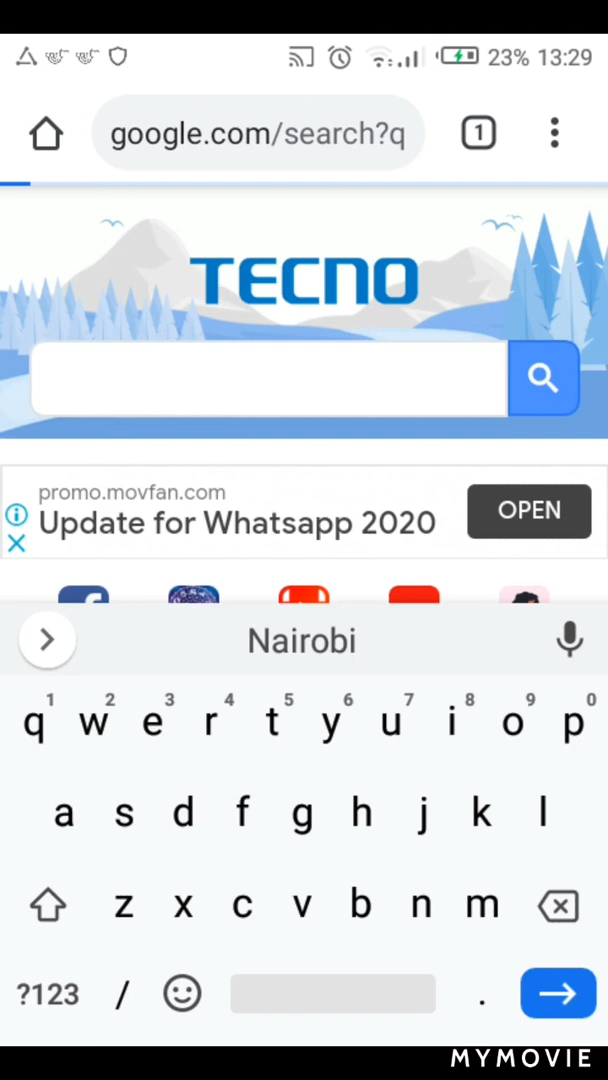 23% 13:29
google.com/search?q 1
TECNO
promo.movfan.com
Update for Whatsapp 2020
OPEN
Nairobi
1 2 3 4 5 6 7 8 9 0
q w e r t y u i o p
a s d f g h j k l
z x c v b n m
?123 / .
MYMOVIE